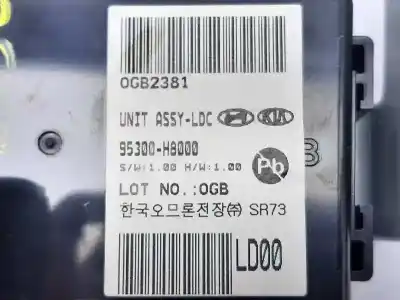 OGB2381
UNIT ASSY-LDC
KIA
95300-H8000
S/W:1.00 H/W:1.00
Pb
B
LOT NO.:OGB
한국오므론전장㈜ SR73
LD00